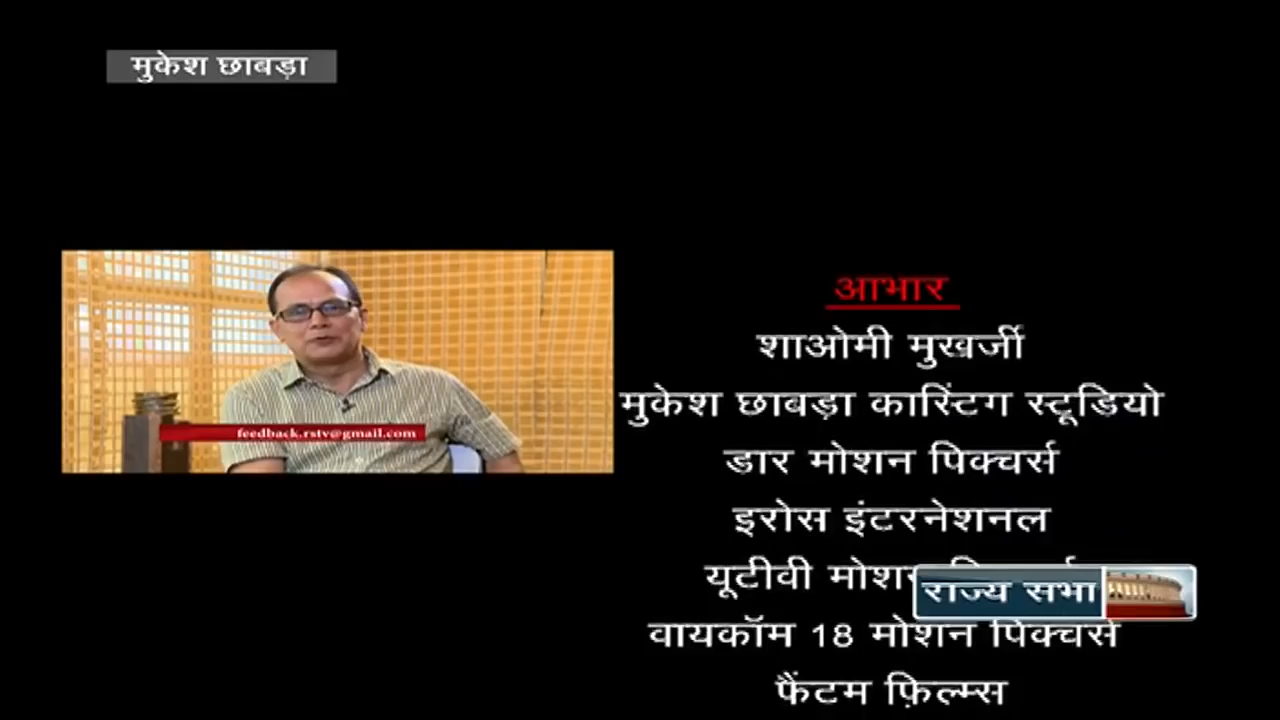 मुकेश छाबड़ा
feedback.rstv@gmail.com
आभार
शाओमी मुखर्जी
मुकेश छाबड़ा कास्टिंग स्टूडियो
डार मोशन पिक्चर्स
इरोस इंटरनेशनल
यूटीवी मोशन
राज्य सभा
वायकॉम 18 मोशन पिक्चर्स
फैंटम फ़िल्म्स